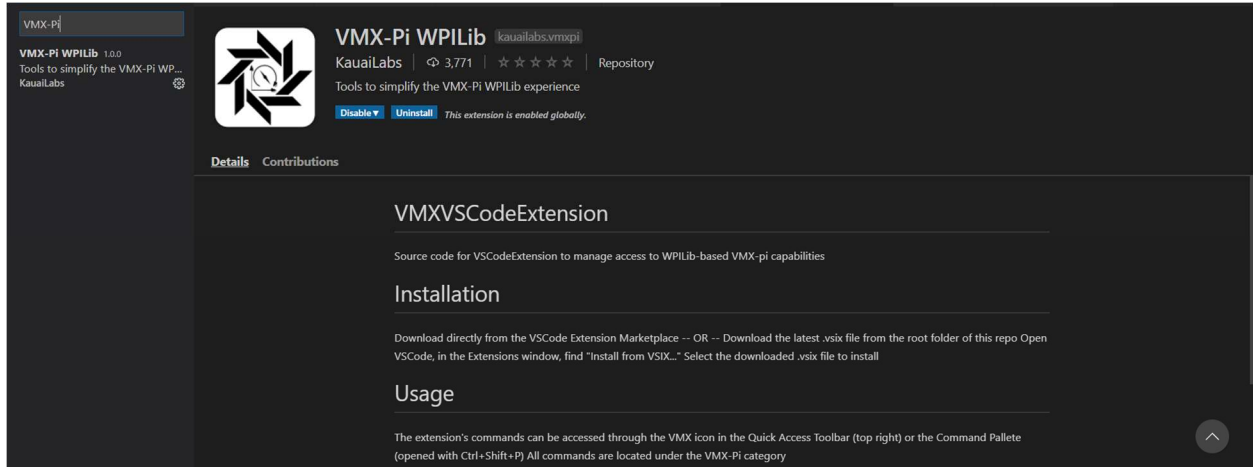 VMX-Pi
VMX-Pi WPILib 1.0.0
Tools to simplify the VMX-Pi WP...
KauaiLabs
VMX-Pi WPILib kauailabs.vmxpi
KauaiLabs 3,771 Repository
Tools to simplify the VMX-Pi WPILib experience
Disable Uninstall This extension is enabled globally.
Details Contributions
VMXVSCodeExtension
Source code for VSCodeExtension to manage access to WPILib-based VMX-pi capabilities
Installation
Download directly from the VSCode Extension Marketplace -- OR -- Download the latest .vsix file from the root folder of this repo Open
VSCode, in the Extensions window, find "Install from VSIX..." Select the downloaded .vsix file to install
Usage
The extension's commands can be accessed through the VMX icon in the Quick Access Toolbar (top right) or the Command Pallete
(opened with Ctrl+Shift+P) All commands are located under the VMX-Pi category